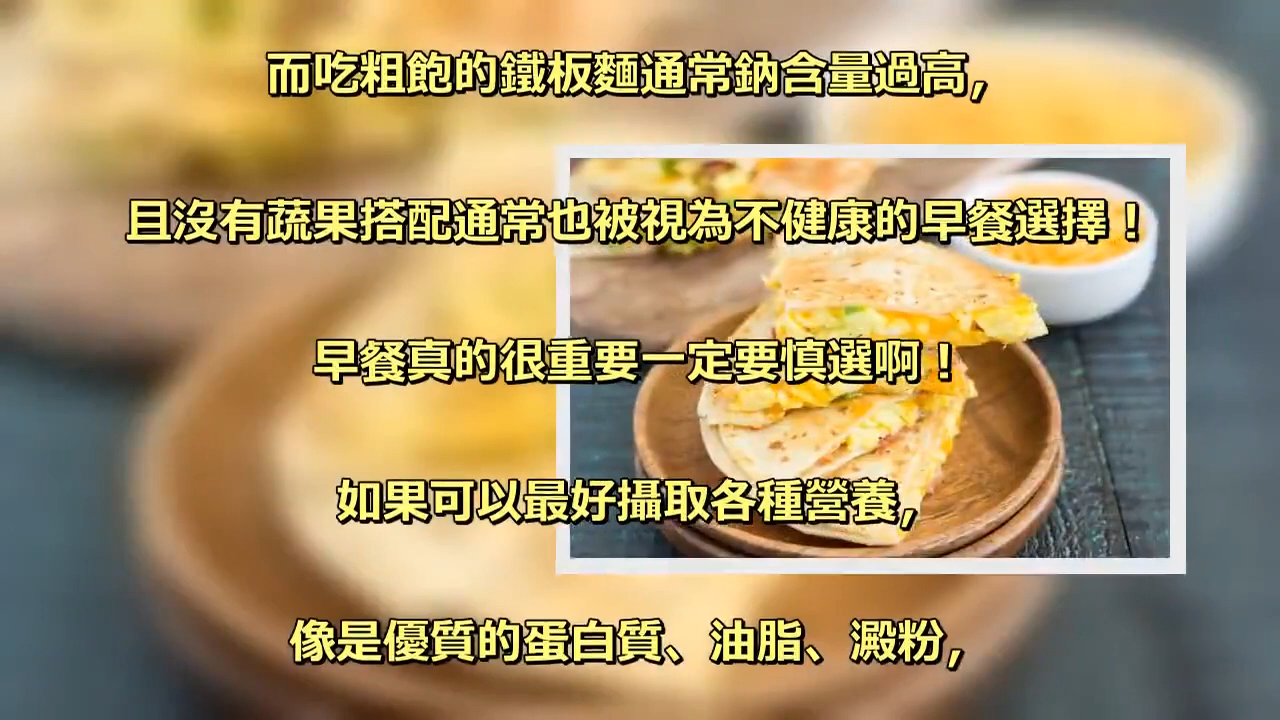 而吃粗飽的鐵板麵通常鈉含量過高,
且沒有蔬果搭配通常也被視為不健康的早餐選擇！
早餐真的很重要一定要慎選啊！
如果可以最好攝取各種營養,
像是優質的蛋白質、油脂、澱粉,